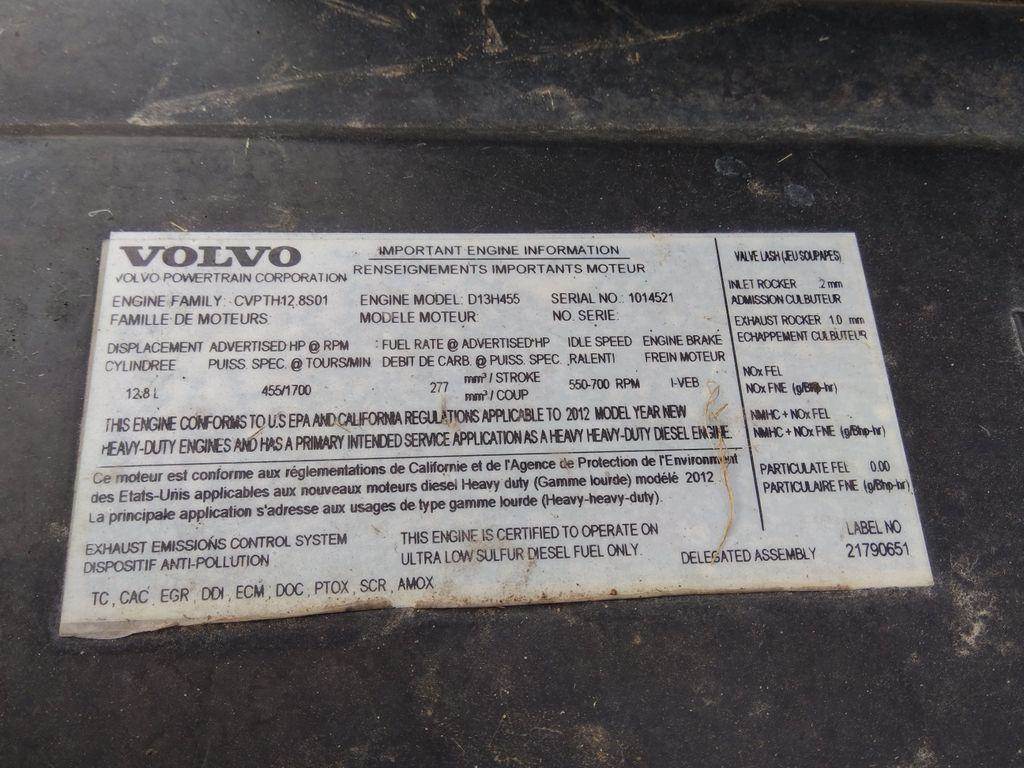 VOLVO
VOLVO POWERTRAIN CORPORATION
IMPORTANT ENGINE INFORMATION
RENSEIGNEMENTS IMPORTANTS MOTEUR
ENGINE FAMILY: CVPTH12.8S01 ENGINE MODEL: D13H455 SERIAL NO.: 1014521
FAMILLE DE MOTEURS: MODELE MOTEUR: NO. SERIE:
DISPLACEMENT ADVERTISED HP @ RPM : FUEL RATE @ ADVERTISED HP IDLE SPEED ENGINE BRAKE
CYLINDREE PUISS. SPEC. @ TOURS/MIN DEBIT DE CARB. @ PUISS. SPEC. RALENTI FREIN MOTEUR
12.8 L 455/1700 277 mm³ / STROKE 550-700 RPM I-VEB
mm³ / COUP
THIS ENGINE CONFORMS TO U.S EPA AND CALIFORNIA REGULATIONS APPLICABLE TO 2012 MODEL YEAR NEW
HEAVY-DUTY ENGINES AND HAS A PRIMARY INTENDED SERVICE APPLICATION AS A HEAVY HEAVY-DUTY DIESEL ENGINE.
Ce moteur est conforme aux réglementations de Californie et de l'Agence de Protection de l'Environment
des Etats-Unis applicables aux nouveaux moteurs diesel Heavy duty (Gamme lourde) modélé 2012
La principale application s'adresse aux usages de type gamme lourde (Heavy-heavy-duty).
EXHAUST EMISSIONS CONTROL SYSTEM
DISPOSITIF ANTI-POLLUTION
TC, CAC, EGR, DDI, ECM, DOC, PTOX, SCR, AMOX
THIS ENGINE IS CERTIFIED TO OPERATE ON
ULTRA LOW SULFUR DIESEL FUEL ONLY.
DELEGATED ASSEMBLY
VALVE LASH (JEU SOUPAPES)
INLET ROCKER .2 mm
ADMISSION CULBUTEUR
EXHAUST ROCKER 1.0 mm
ECHAPPEMENT CULBUTEUR
NOx FEL
NOx FNE (g/Bhp-hr)
NMHC + NOx FEL
NMHC + NOx FNE (g/Bhp-hr)
PARTICULATE FEL 0.00
PARTICULAIRE FNE (g/Bhp-hr)
LABEL NO
21790651